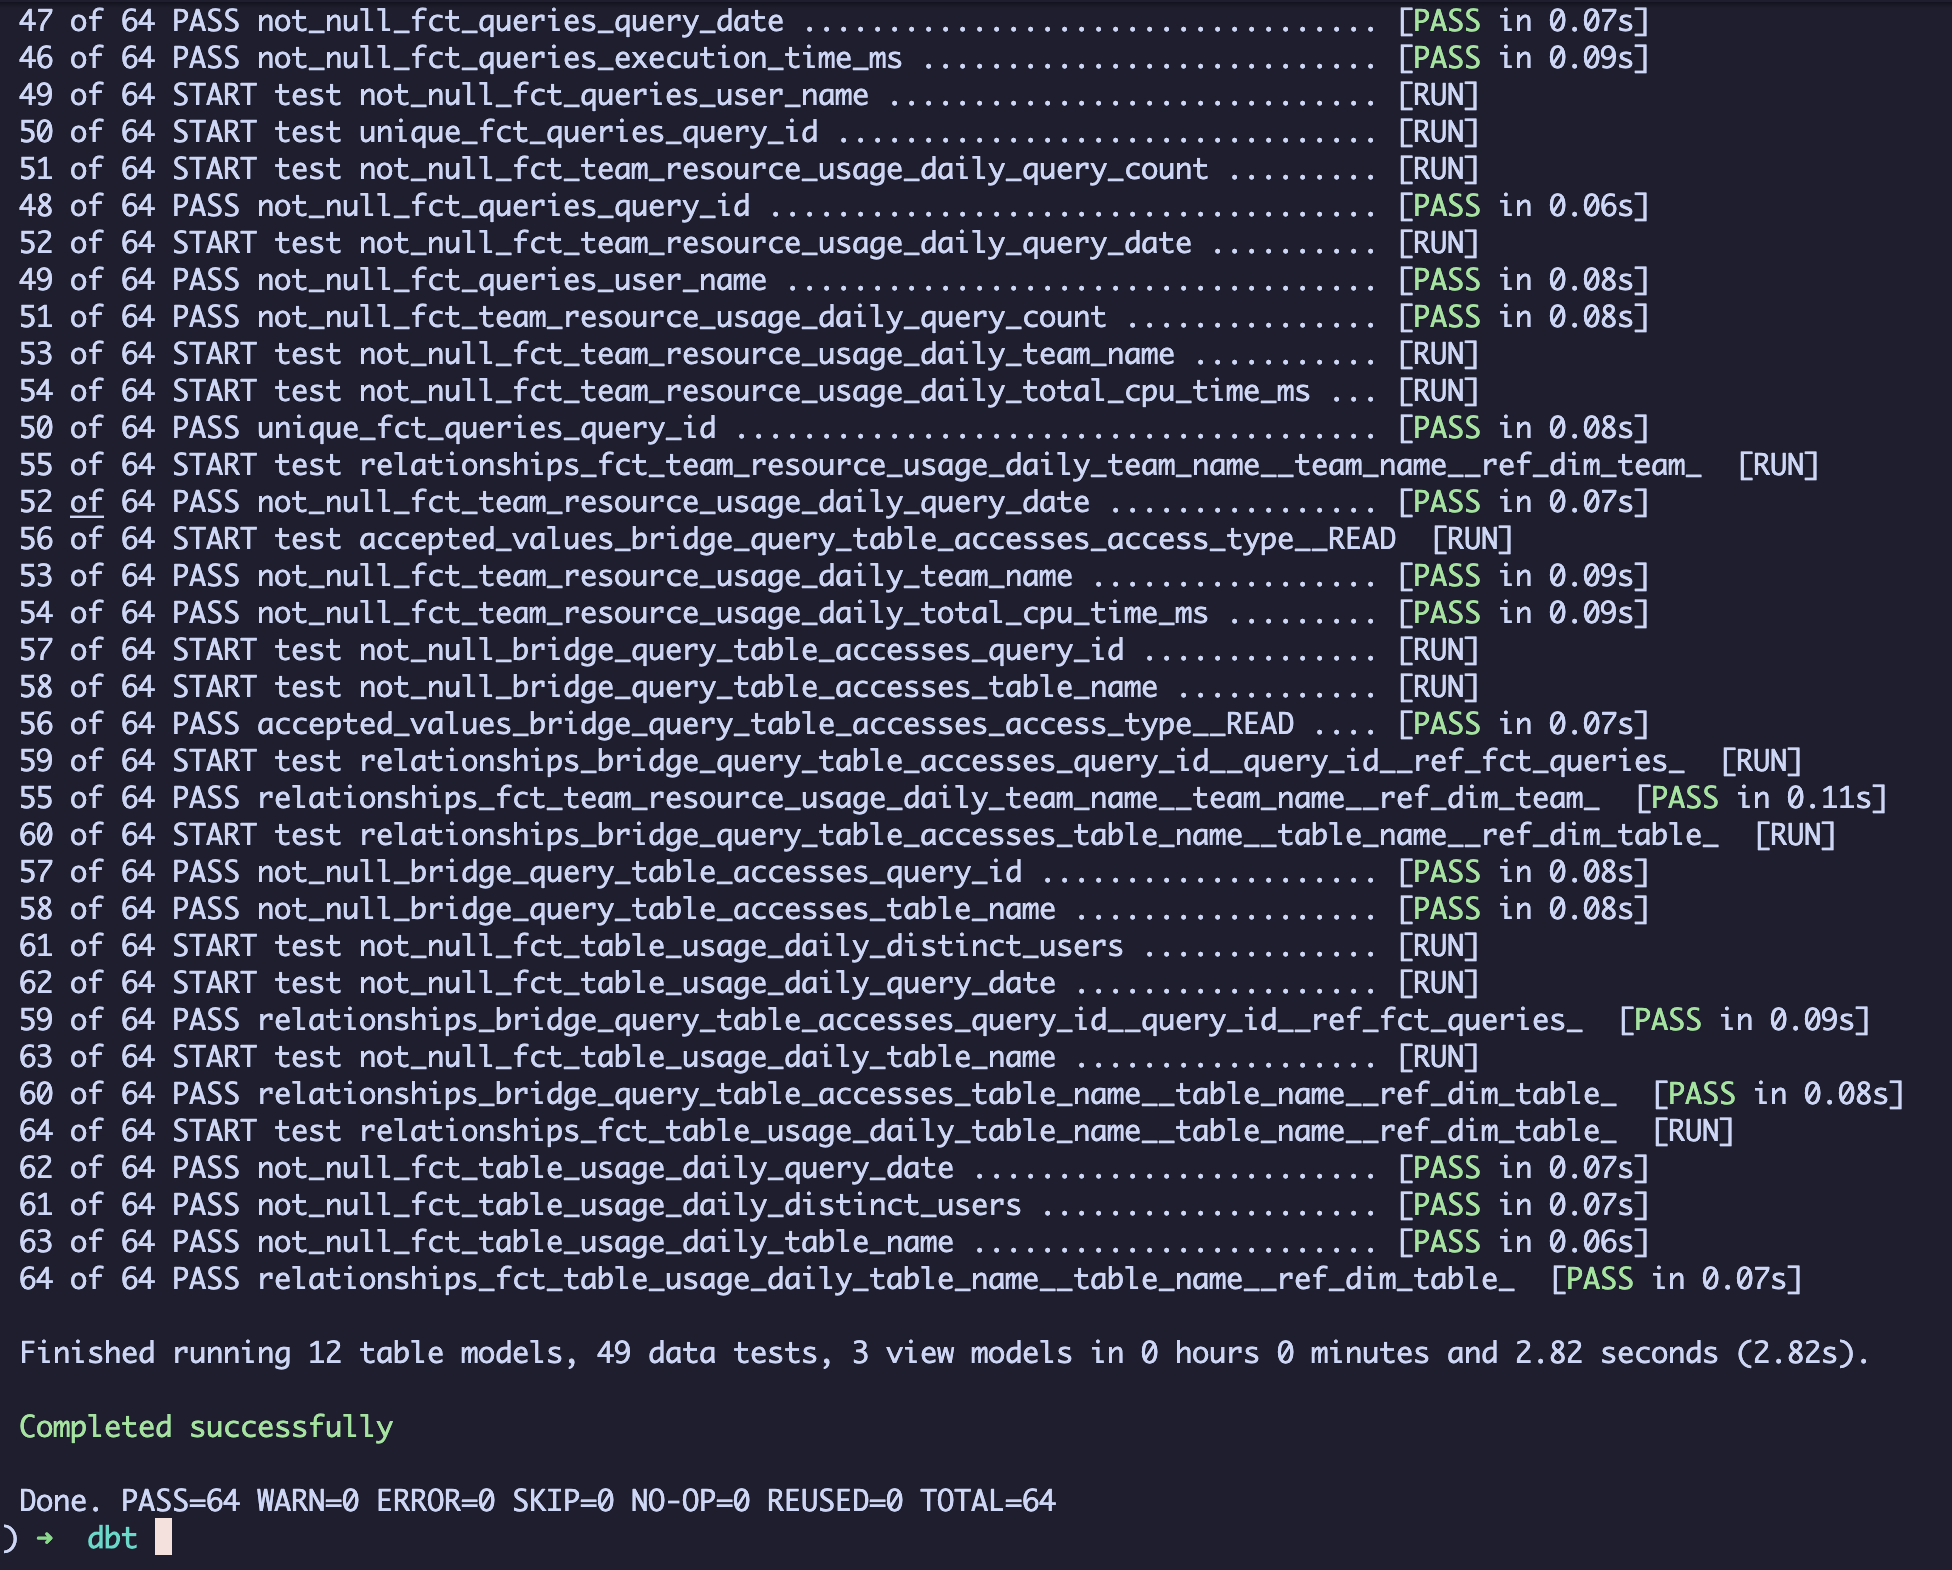 47 of 64 PASS not_null_fct_queries_query_date .................................. [PASS in 0.07s]
46 of 64 PASS not_null_fct_queries_execution_time_ms ........................... [PASS in 0.09s]
49 of 64 START test not_null_fct_queries_user_name ............................. [RUN]
50 of 64 START test unique_fct_queries_query_id ................................ [RUN]
51 of 64 START test not_null_fct_team_resource_usage_daily_query_count ......... [RUN]
48 of 64 PASS not_null_fct_queries_query_id .................................... [PASS in 0.06s]
52 of 64 START test not_null_fct_team_resource_usage_daily_query_date .......... [RUN]
49 of 64 PASS not_null_fct_queries_user_name ................................... [PASS in 0.08s]
51 of 64 PASS not_null_fct_team_resource_usage_daily_query_count ............... [PASS in 0.08s]
53 of 64 START test not_null_fct_team_resource_usage_daily_team_name ........... [RUN]
54 of 64 START test not_null_fct_team_resource_usage_daily_total_cpu_time_ms ... [RUN]
50 of 64 PASS unique_fct_queries_query_id ...................................... [PASS in 0.08s]
55 of 64 START test relationships_fct_team_resource_usage_daily_team_name__team_name__ref_dim_team_  [RUN]
52 of 64 PASS not_null_fct_team_resource_usage_daily_query_date ................ [PASS in 0.07s]
56 of 64 START test accepted_values_bridge_query_table_accesses_access_type__READ  [RUN]
53 of 64 PASS not_null_fct_team_resource_usage_daily_team_name ................. [PASS in 0.09s]
54 of 64 PASS not_null_fct_team_resource_usage_daily_total_cpu_time_ms ......... [PASS in 0.09s]
57 of 64 START test not_null_bridge_query_table_accesses_query_id .............. [RUN]
58 of 64 START test not_null_bridge_query_table_accesses_table_name ............ [RUN]
56 of 64 PASS accepted_values_bridge_query_table_accesses_access_type__READ .... [PASS in 0.07s]
59 of 64 START test relationships_bridge_query_table_accesses_query_id__query_id__ref_fct_queries_  [RUN]
55 of 64 PASS relationships_fct_team_resource_usage_daily_team_name__team_name__ref_dim_team_  [PASS in 0.11s]
60 of 64 START test relationships_bridge_query_table_accesses_table_name__table_name__ref_dim_table_  [RUN]
57 of 64 PASS not_null_bridge_query_table_accesses_query_id .................... [PASS in 0.08s]
58 of 64 PASS not_null_bridge_query_table_accesses_table_name .................. [PASS in 0.08s]
61 of 64 START test not_null_fct_table_usage_daily_distinct_users .............. [RUN]
62 of 64 START test not_null_fct_table_usage_daily_query_date .................. [RUN]
59 of 64 PASS relationships_bridge_query_table_accesses_query_id__query_id__ref_fct_queries_  [PASS in 0.09s]
63 of 64 START test not_null_fct_table_usage_daily_table_name .................. [RUN]
60 of 64 PASS relationships_bridge_query_table_accesses_table_name__table_name__ref_dim_table_  [PASS in 0.08s]
64 of 64 START test relationships_fct_table_usage_daily_table_name__table_name__ref_dim_table_  [RUN]
62 of 64 PASS not_null_fct_table_usage_daily_query_date ........................ [PASS in 0.07s]
61 of 64 PASS not_null_fct_table_usage_daily_distinct_users .................... [PASS in 0.07s]
63 of 64 PASS not_null_fct_table_usage_daily_table_name ........................ [PASS in 0.06s]
64 of 64 PASS relationships_fct_table_usage_daily_table_name__table_name__ref_dim_table_  [PASS in 0.07s]
Finished running 12 table models, 49 data tests, 3 view models in 0 hours 0 minutes and 2.82 seconds (2.82s).
Completed successfully
Done. PASS=64 WARN=0 ERROR=0 SKIP=0 NO-OP=0 REUSED=0 TOTAL=64
) ➜  dbt